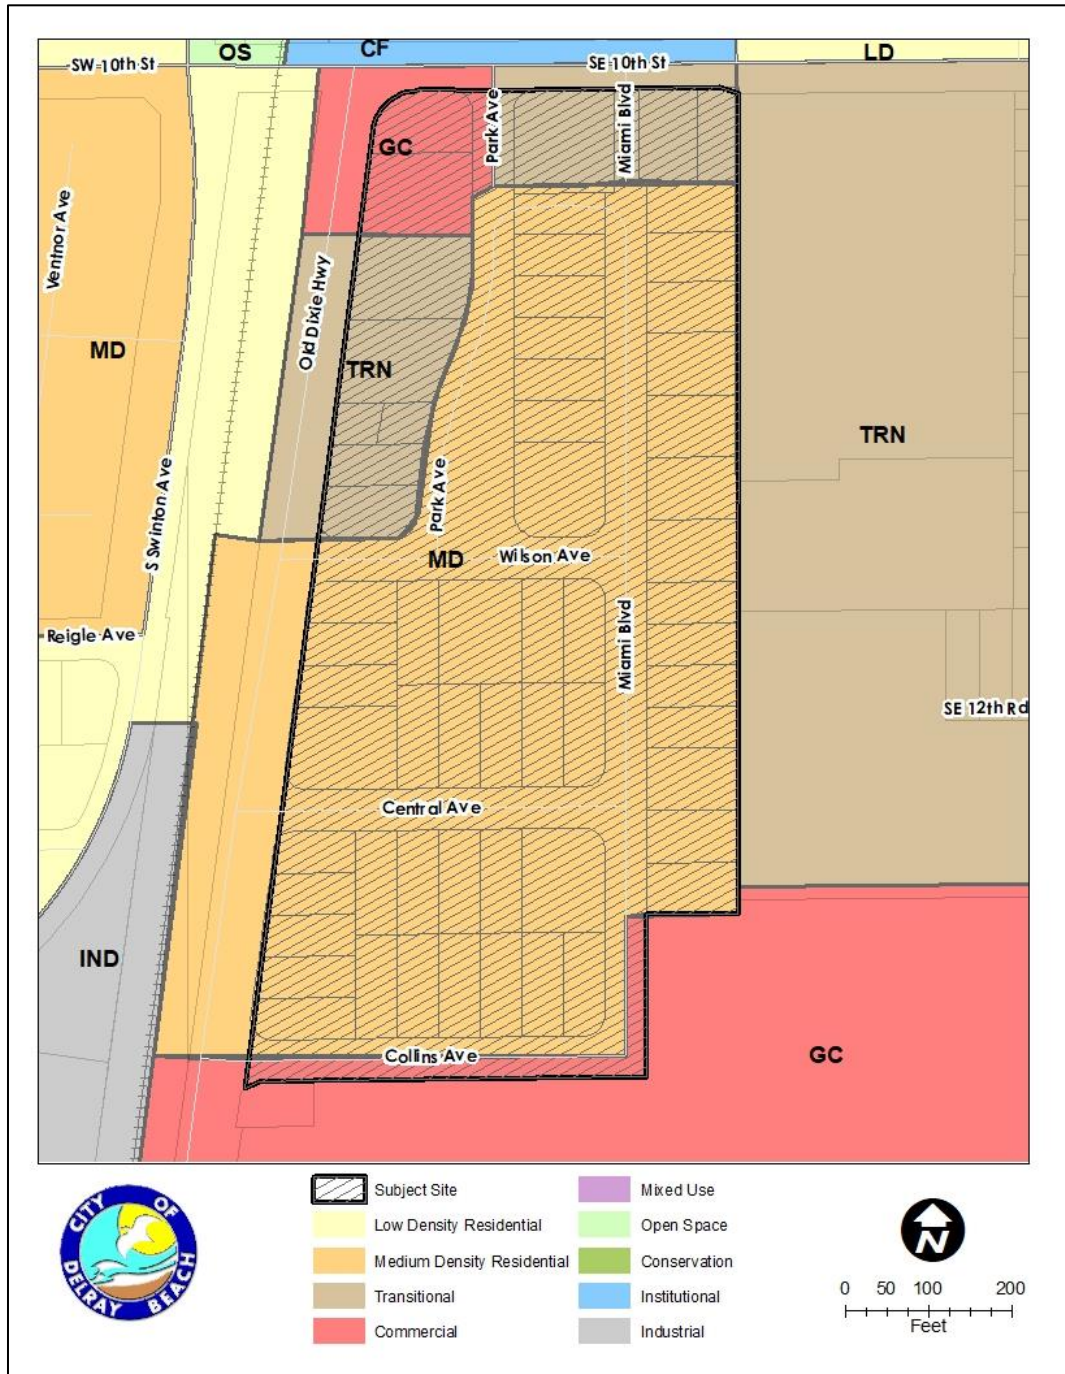 SW 10th St
OS
CF
SE 10th St
LD
Park Ave
Miami Blvd
GC
Ventnor Ave
Old Dixie Hwy
MD
TRN
TRN
S Swinton Ave
Park Ave
MD
Wilson Ave
Reigle Ave
Miami Blvd
SE 12th Rd
Central Ave
IND
Collins Ave
GC
CITY OF
DELRAY BEACH
Subject Site
Low Density Residential
Medium Density Residential
Transitional
Commercial
Mixed Use
Open Space
Conservation
Institutional
Industrial
N
0 50 100 200
Feet